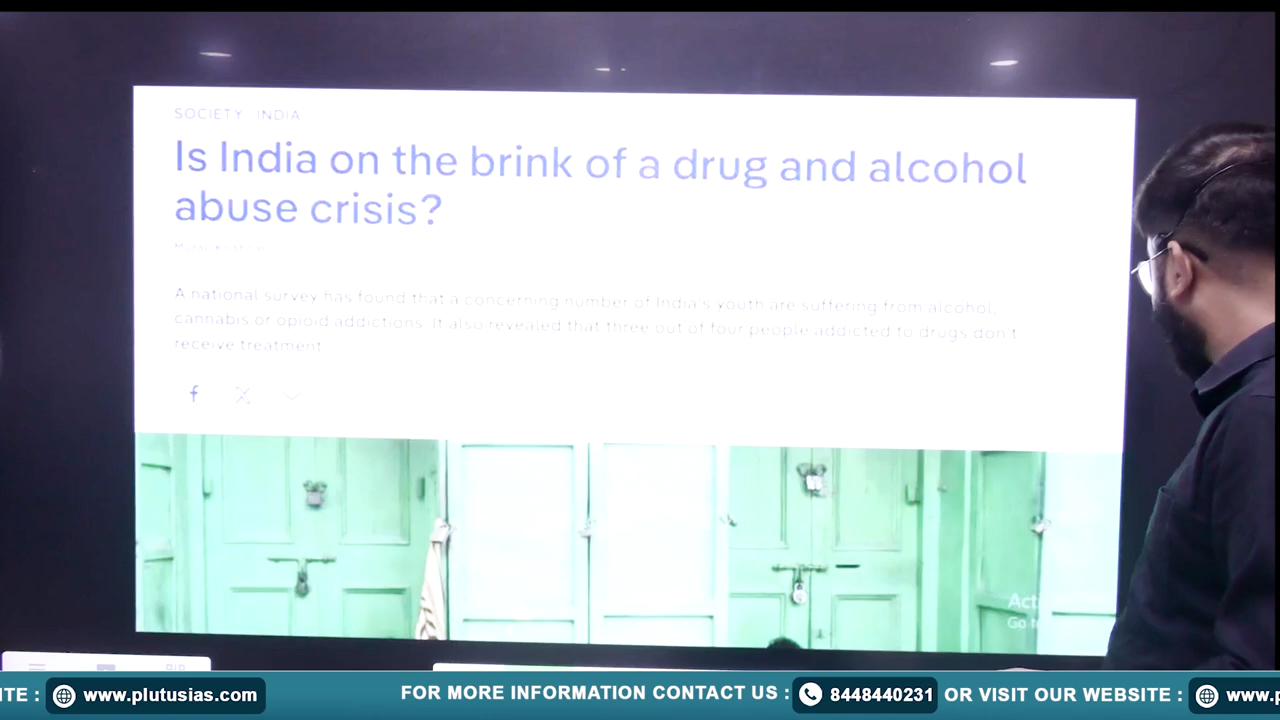 SOCIETY INDIA
Is India on the brink of a drug and alcohol
abuse crisis?
A national survey has found that a concerning number of India's youth are suffering from alcohol,
cannabis or opioid addictions. It also revealed that three out of four people addicted to drugs don't
receive treatment
f X
Go to
ITE : www.plutusias.com FOR MORE INFORMATION CONTACT US : 8448440231 OR VISIT OUR WEBSITE : www.p